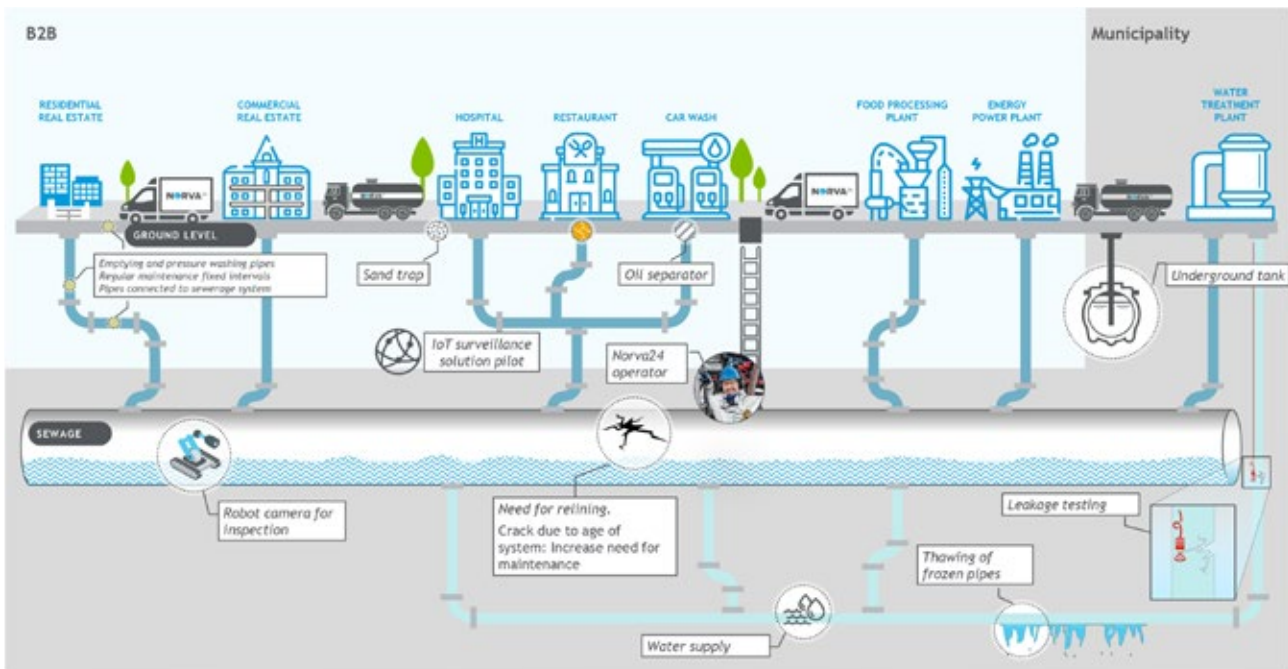 B2B
Municipality
RESIDENTIAL
REAL ESTATE
COMMERCIAL
REAL ESTATE
HOSPITAL
RESTAURANT
CAR WASH
FOOD PROCESSING
PLANT
ENERGY
POWER PLANT
WATER
TREATMENT
PLANT
NORVA
NORVA
H
GROUND LEVEL
Emptying and pressure washing pipes
Regular maintenance fixed intervals
Pipes connected to sewerage system
Sand trap
Oil separator
Underground tank
IoT surveillance
solution pilot
Norva24
operator
SEWAGE
Robot camera for
inspection
Need for relining.
Crack due to age of
system: Increase need for
maintenance
Leakage testing
Thawing of
frozen pipes
Water supply